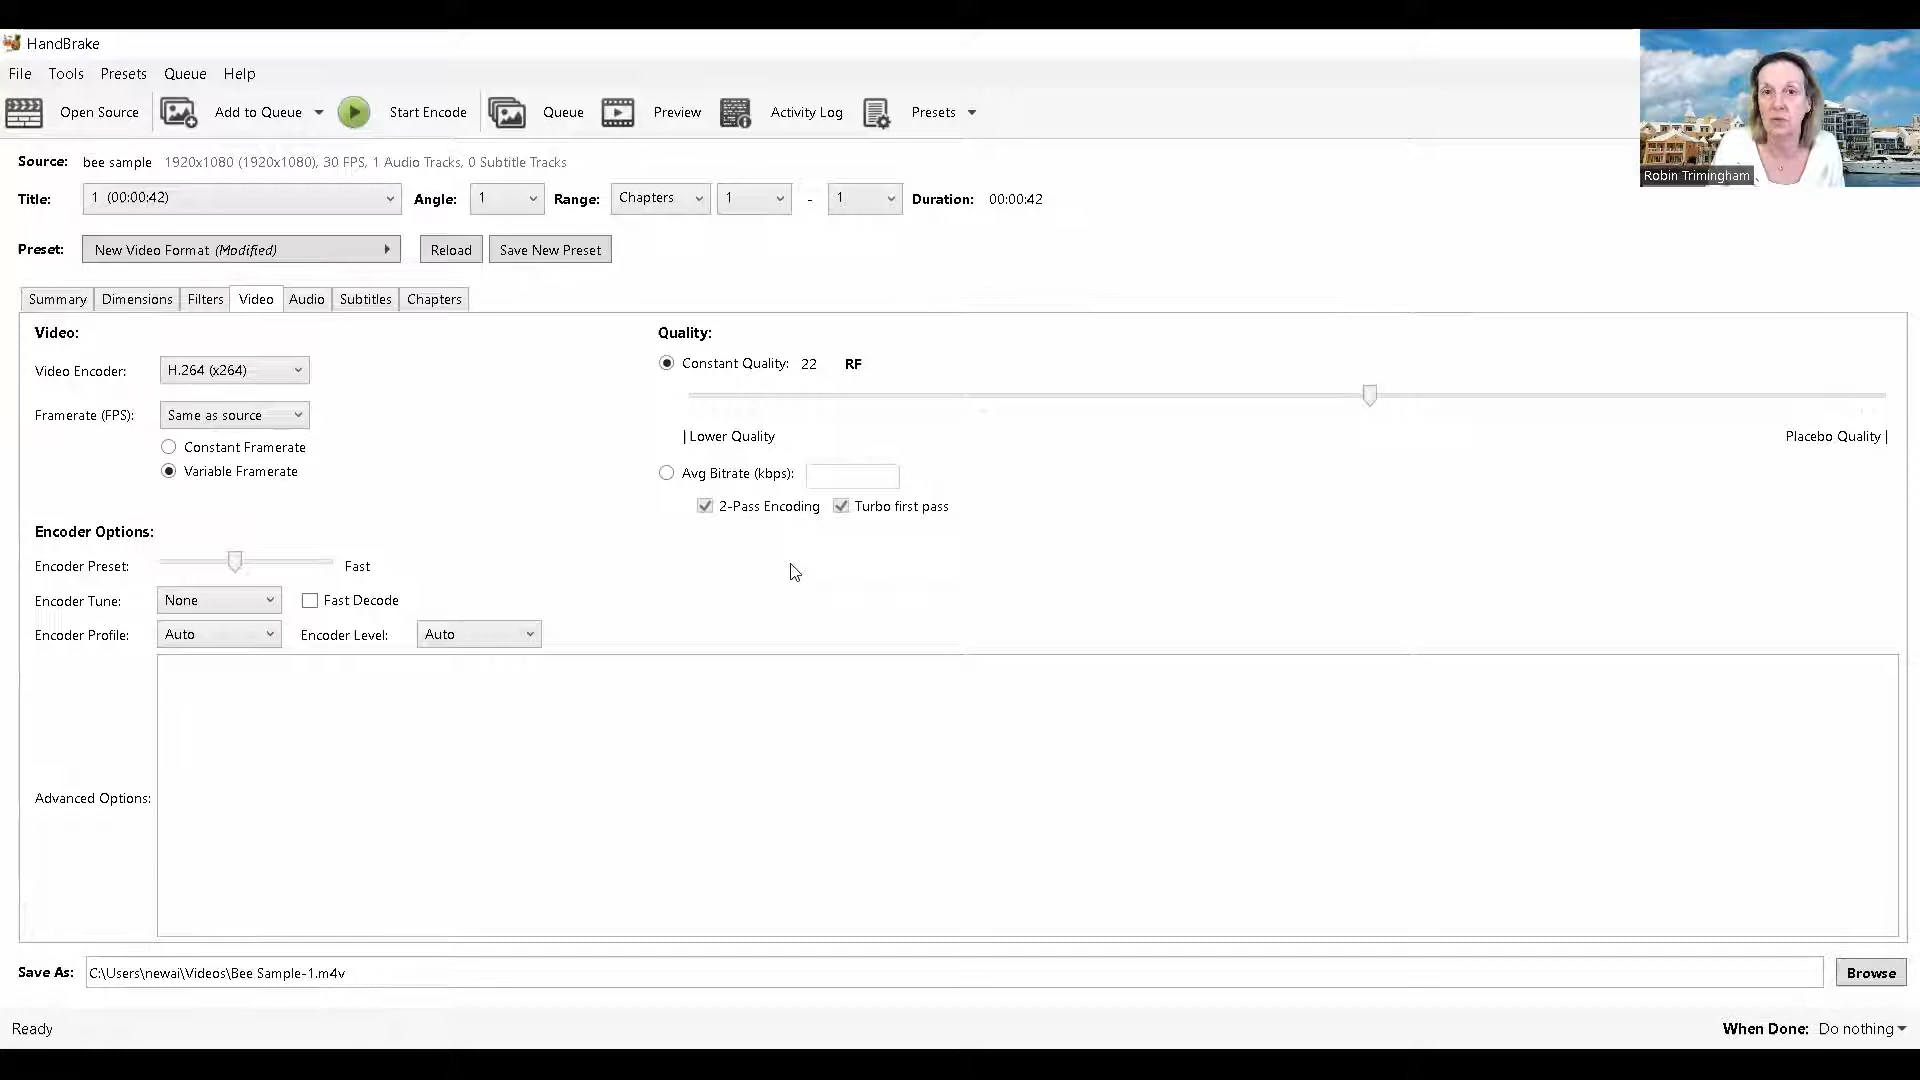 HandBrake
File Tools Presets Queue Help
Open Source Add to Queue Start Encode Queue Preview Activity Log Presets
Source: bee sample 1920x1080 (1920x1080), 30 FPS, 1 Audio Tracks, 0 Subtitle Tracks
Robin Trimingham
Title: 1 (00:00:42) Angle: 1 Range: Chapters 1 - 1 Duration: 00:00:42
Preset: New Video Format (Modified) Reload Save New Preset
Summary Dimensions Filters Video Audio Subtitles Chapters
Video:
Video Encoder: H.264 (x264)
Framerate (FPS): Same as source
Constant Framerate
Variable Framerate
Quality:
Constant Quality: 22 RF
| Lower Quality Placebo Quality |
Avg Bitrate (kbps):
2-Pass Encoding Turbo first pass
Encoder Options:
Encoder Preset: Fast
Encoder Tune: None Fast Decode
Encoder Profile: Auto Encoder Level: Auto
Advanced Options:
Save As: C:\Users\newai\Videos\Bee Sample-1.m4v Browse
Ready When Done: Do nothing